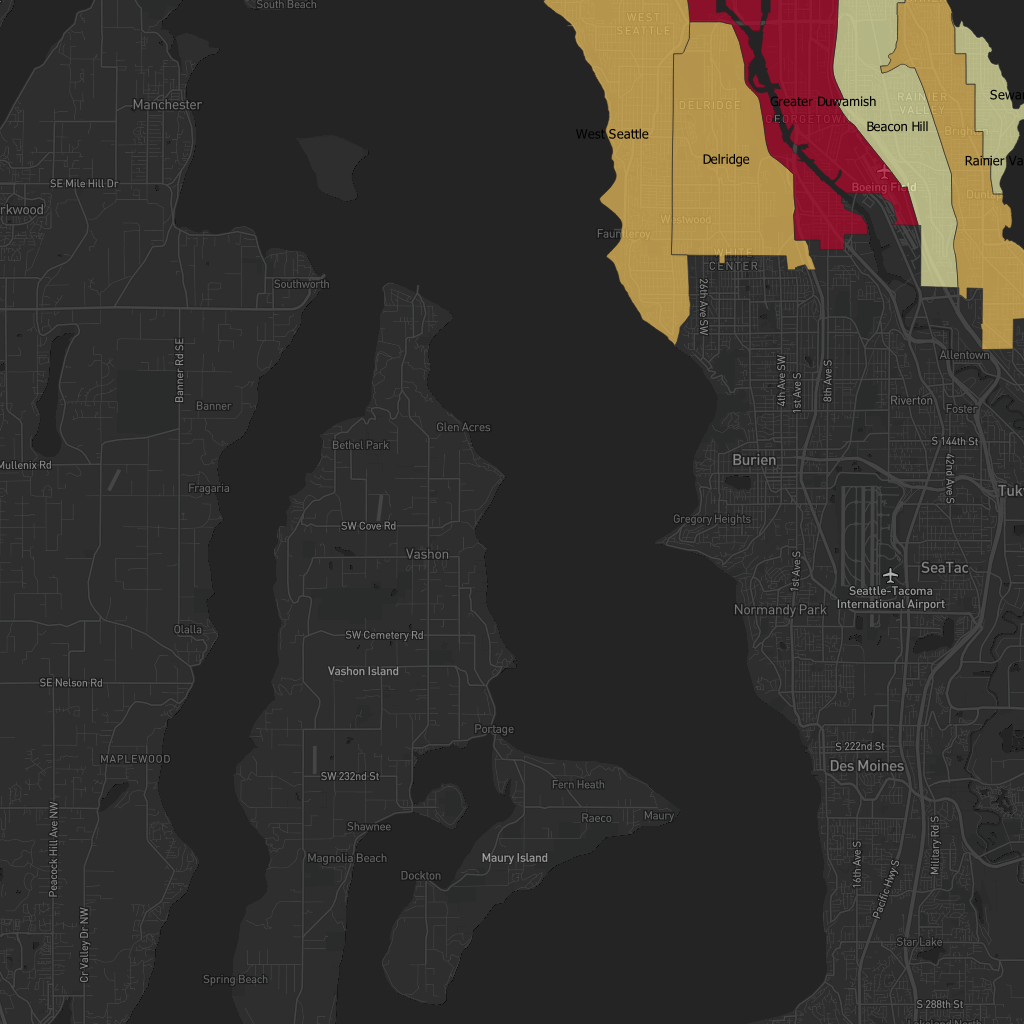 South Beach
WEST
SEATTLE
Manchester
DELRIDGE
Greater Duwamish
GEORGETOWN
RAINIER
VALLEY
Beacon Hill
West Seattle
Delridge
Rainier Va
SE Mile Hill Dr
Boeing Field
rkwood
Westwood
Fauntleroy
WHITE
CENTER
Southworth
26th Ave SW
Banner Rd SE
Allentown
4th Ave SW
1st Ave S
8th Ave S
Banner
Riverton
Foster
Glen Acres
Bethel Park
S 144th St
Mullenix Rd
Burien
42nd Ave S
Fragaria
Tuk
Gregory Heights
SW Cove Rd
Vashon
1st Ave S
SeaTac
Seattle-Tacoma
International Airport
Normandy Park
Olalla
SW Cemetery Rd
Vashon Island
SE Nelson Rd
Portage
S 222nd St
MAPLEWOOD
Des Moines
SW 232nd St
Fern Heath
Raeco
Maury
Shawnee
Peacock Hill Ave NW
Magnolia Beach
Maury Island
16th Ave S
Military Rd S
Dockton
Pacific Hwy S
Cr Valley Dr NW
Star Lake
Spring Beach
S 288th St